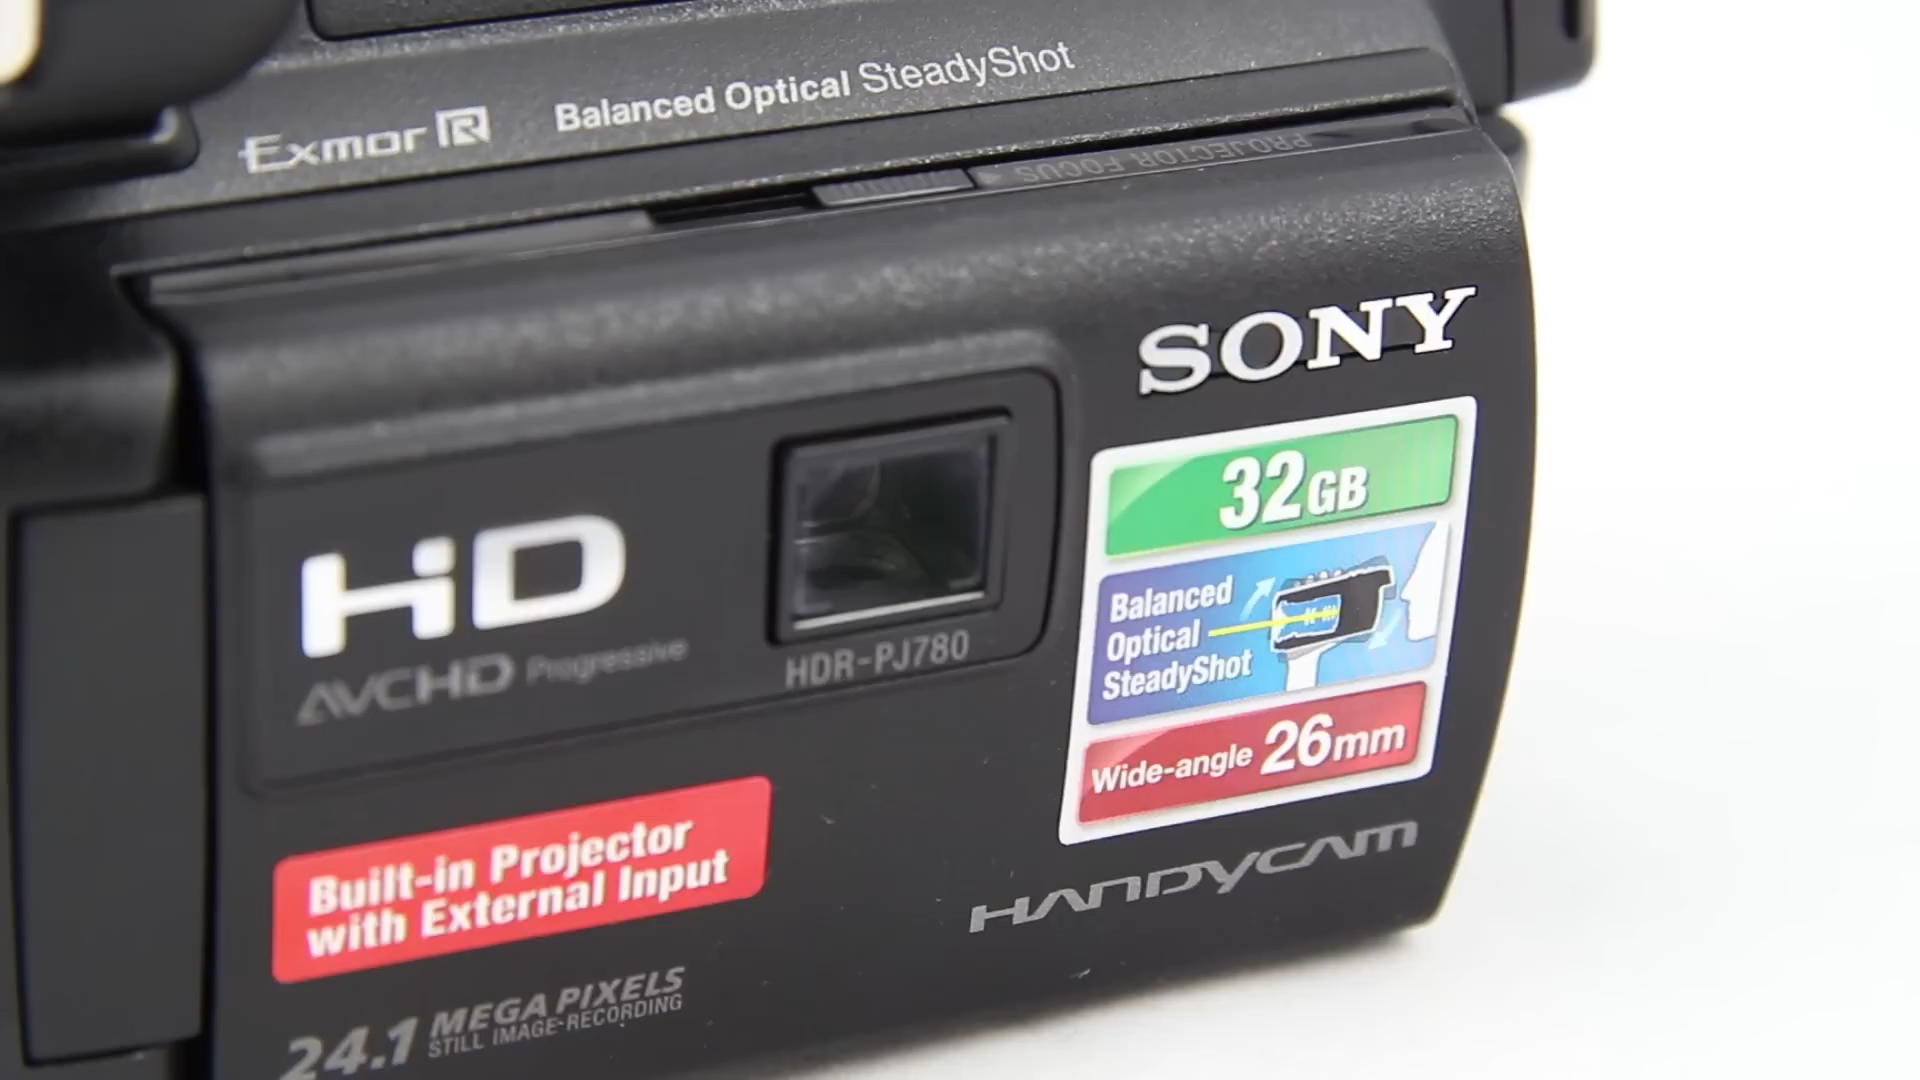 Exmor R
Balanced Optical SteadyShot
PROJECTOR FOCUS
SONY
32GB
Balanced
Optical
SteadyShot
Wide-angle 26mm
HANDYCAM
HD
AVCHD Progressive
HDR-PJ780
Built-in Projector
with External Input
24.1 MEGA PIXELS
STILL IMAGE RECORDING